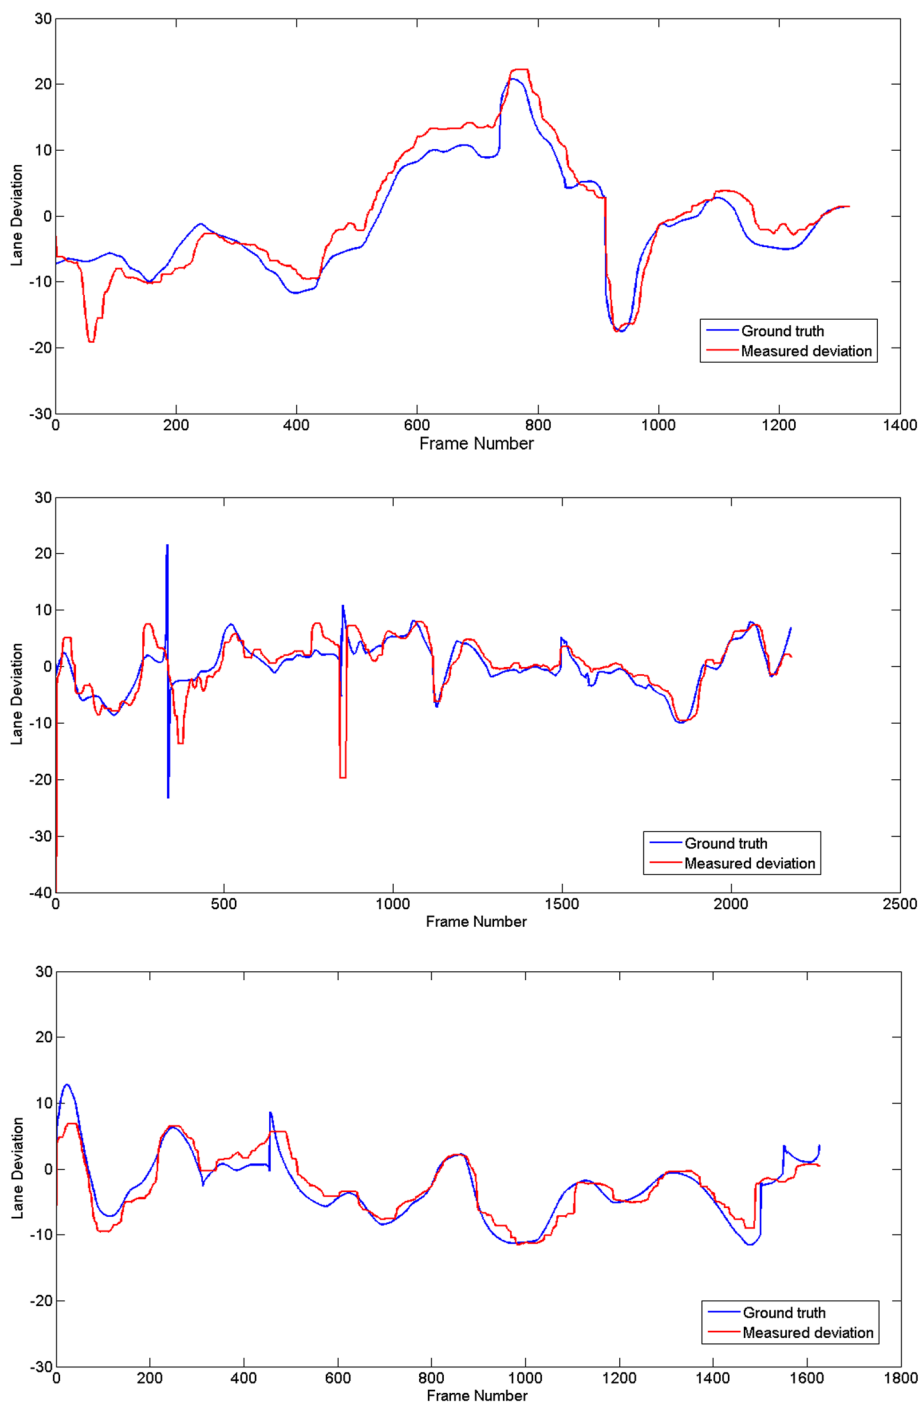 30
20
10
0
-10
-20
-30
Lane Deviation
0 200 400 600 800 1000 1200 1400
Frame Number
Ground truth
Measured deviation
30
20
10
0
-10
-20
-30
-40
Lane Deviation
0 500 1000 1500 2000 2500
Frame Number
Ground truth
Measured deviation
30
20
10
0
-10
-20
-30
Lane Deviation
0 200 400 600 800 1000 1200 1400 1600 1800
Frame Number
Ground truth
Measured deviation